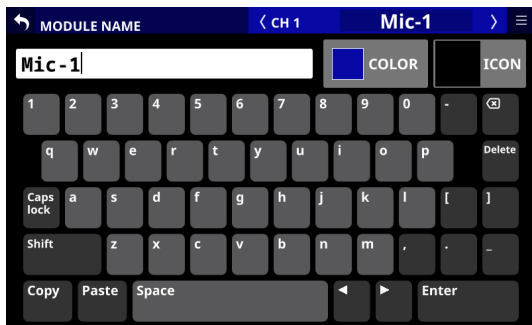 MODULE NAME CH 1 Mic-1
Mic-1 COLOR ICON
1 2 3 4 5 6 7 8 9 0 -
q w e r t y u i o p Delete
Caps lock a s d f g h j k l [ ]
Shift z x c v b n m , . _
Copy Paste Space Enter